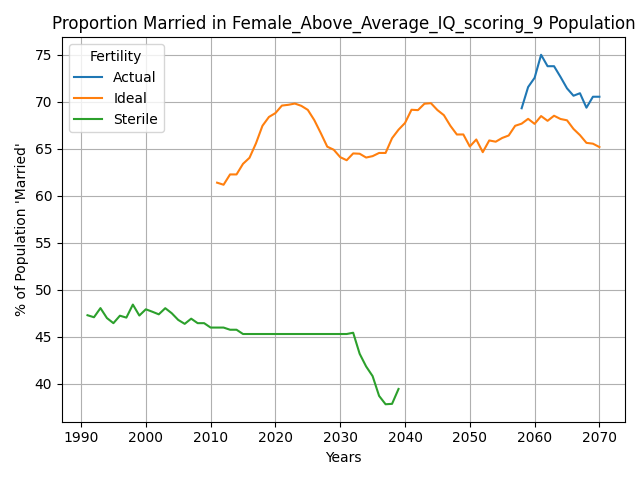 Proportion Married in Female_Above_Average_IQ_scoring_9 Population
Fertility
Actual
Ideal
Sterile
% of Population 'Married'
75
70
65
60
55
50
45
40
1990 2000 2010 2020 2030 2040 2050 2060 2070
Years